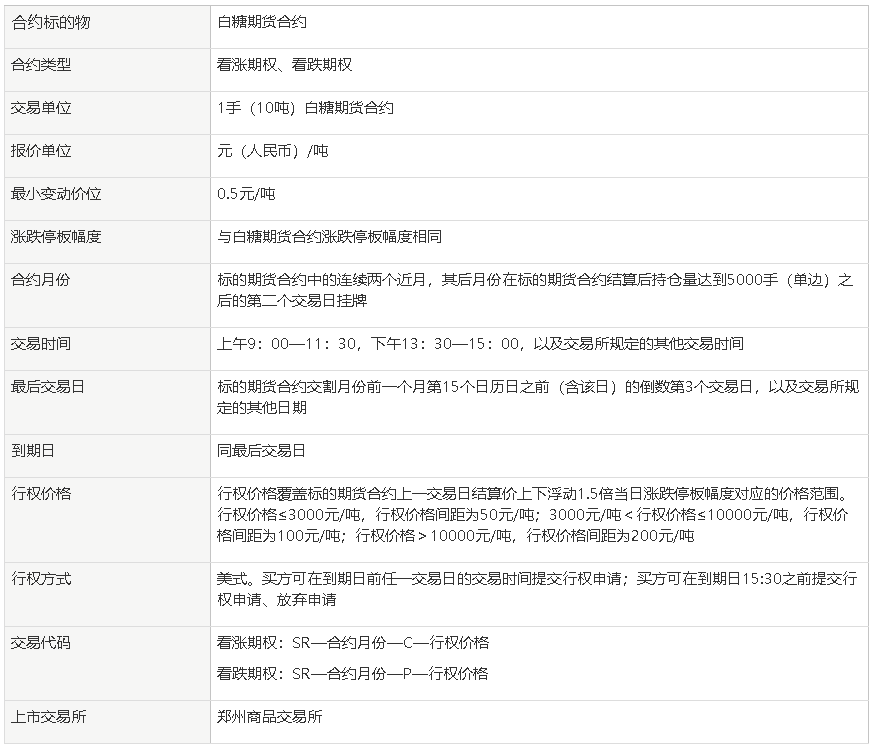 合约标的物
白糖期货合约
合约类型
看涨期权、看跌期权
交易单位
1手（10吨）白糖期货合约
报价单位
元（人民币）/吨
最小变动价位
0.5元/吨
涨跌停板幅度
与白糖期货合约涨跌停板幅度相同
合约月份
标的期货合约中的连续两个近月，其后月份在标的期货合约结算后持仓量达到5000手（单边）之
后的第二个交易日挂牌
交易时间
上午9：00—11：30，下午13：30—15：00，以及交易所规定的其他交易时间
最后交易日
标的期货合约交割月份前一个月第15个日历日之前（含该日）的倒数第3个交易日，以及交易所规
定的其他日期
到期日
同最后交易日
行权价格
行权价格覆盖标的期货合约上一交易日结算价上下浮动1.5倍当日涨跌停板幅度对应的价格范围。
行权价格≤3000元/吨，行权价格间距为50元/吨；3000元/吨＜行权价格≤10000元/吨，行权价
格间距为100元/吨；行权价格＞10000元/吨，行权价格间距为200元/吨
行权方式
美式。买方可在到期日前任一交易日的交易时间提交行权申请；买方可在到期日15:30之前提交行
权申请、放弃申请
交易代码
看涨期权：SR—合约月份—C—行权价格
看跌期权：SR—合约月份—P—行权价格
上市交易所
郑州商品交易所